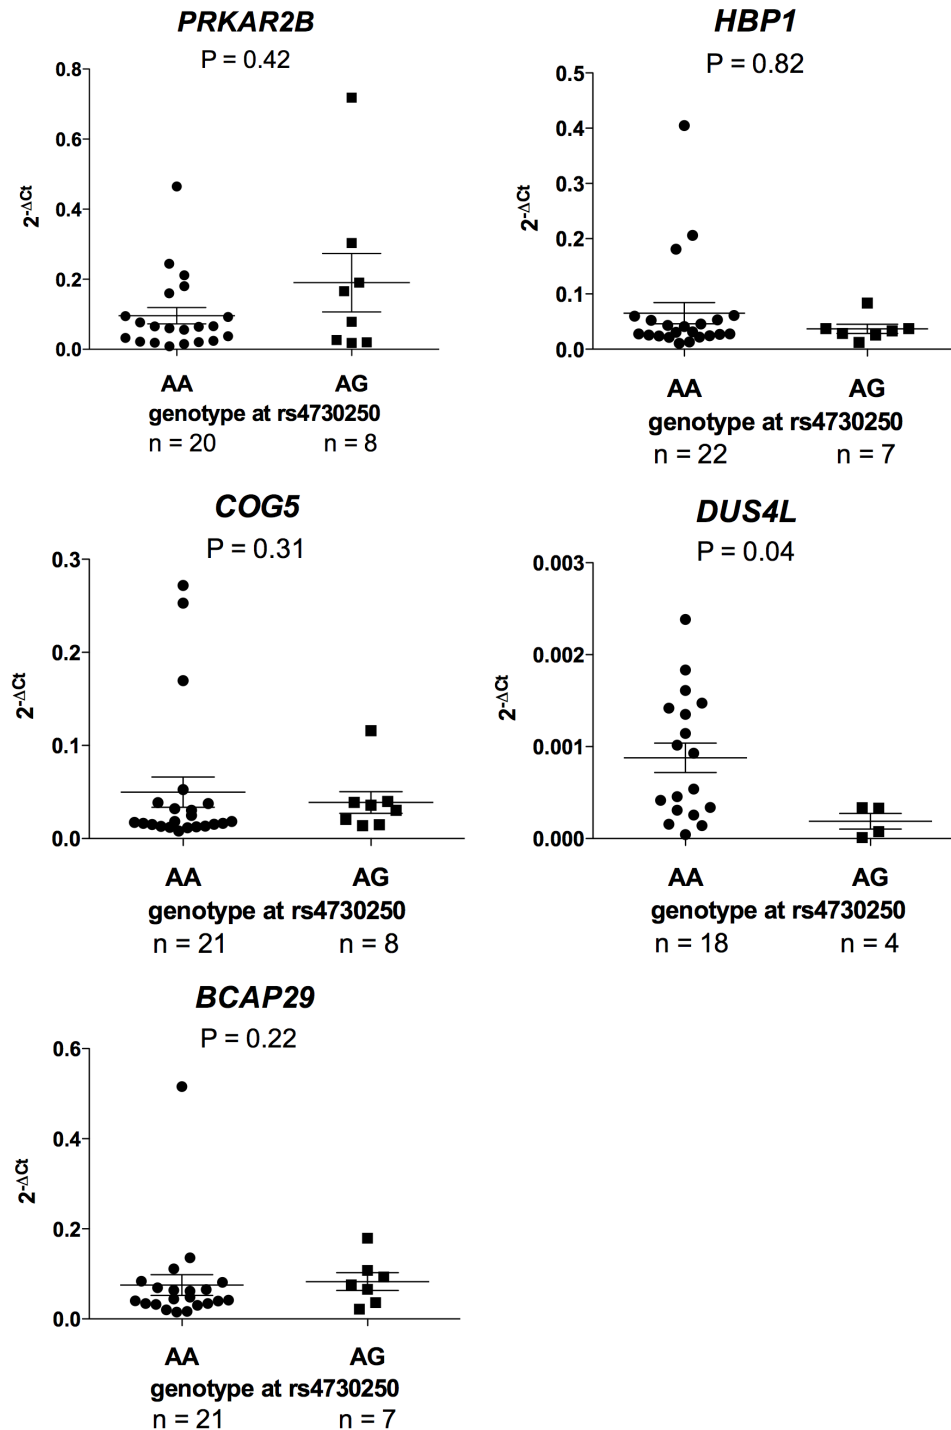 PRKAR2B
P = 0.42
0.8
0.6
0.4
0.2
0.0
2-ΔCt
AA AG
genotype at rs4730250
n = 20 n = 8
HBP1
P = 0.82
0.5
0.4
0.3
0.2
0.1
0.0
2-ΔCt
AA AG
genotype at rs4730250
n = 22 n = 7
COG5
P = 0.31
0.3
0.2
0.1
0.0
2-ΔCt
AA AG
genotype at rs4730250
n = 21 n = 8
DUS4L
P = 0.04
0.003
0.002
0.001
0.000
2-ΔCt
AA AG
genotype at rs4730250
n = 18 n = 4
BCAP29
P = 0.22
0.6
0.4
0.2
0.0
2-ΔCt
AA AG
genotype at rs4730250
n = 21 n = 7